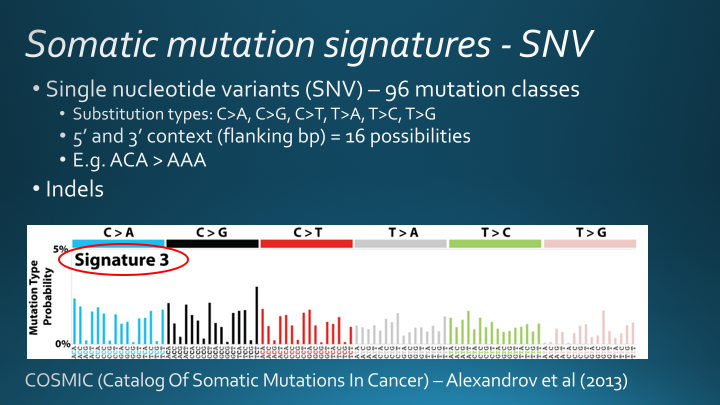 Somatic mutation signatures - SNV
• Single nucleotide variants (SNV) – 96 mutation classes
• Substitution types: C>A, C>G, C>T, T>A, T>C, T>G
• 5’ and 3’ context (flanking bp) = 16 possibilities
• E.g. ACA > AAA
• Indels
C > A C > G C > T T > A T > C T > G
5%
Signature 3
Mutation Type
Probability
0%
COSMIC (Catalog Of Somatic Mutations In Cancer) – Alexandrov et al (2013)